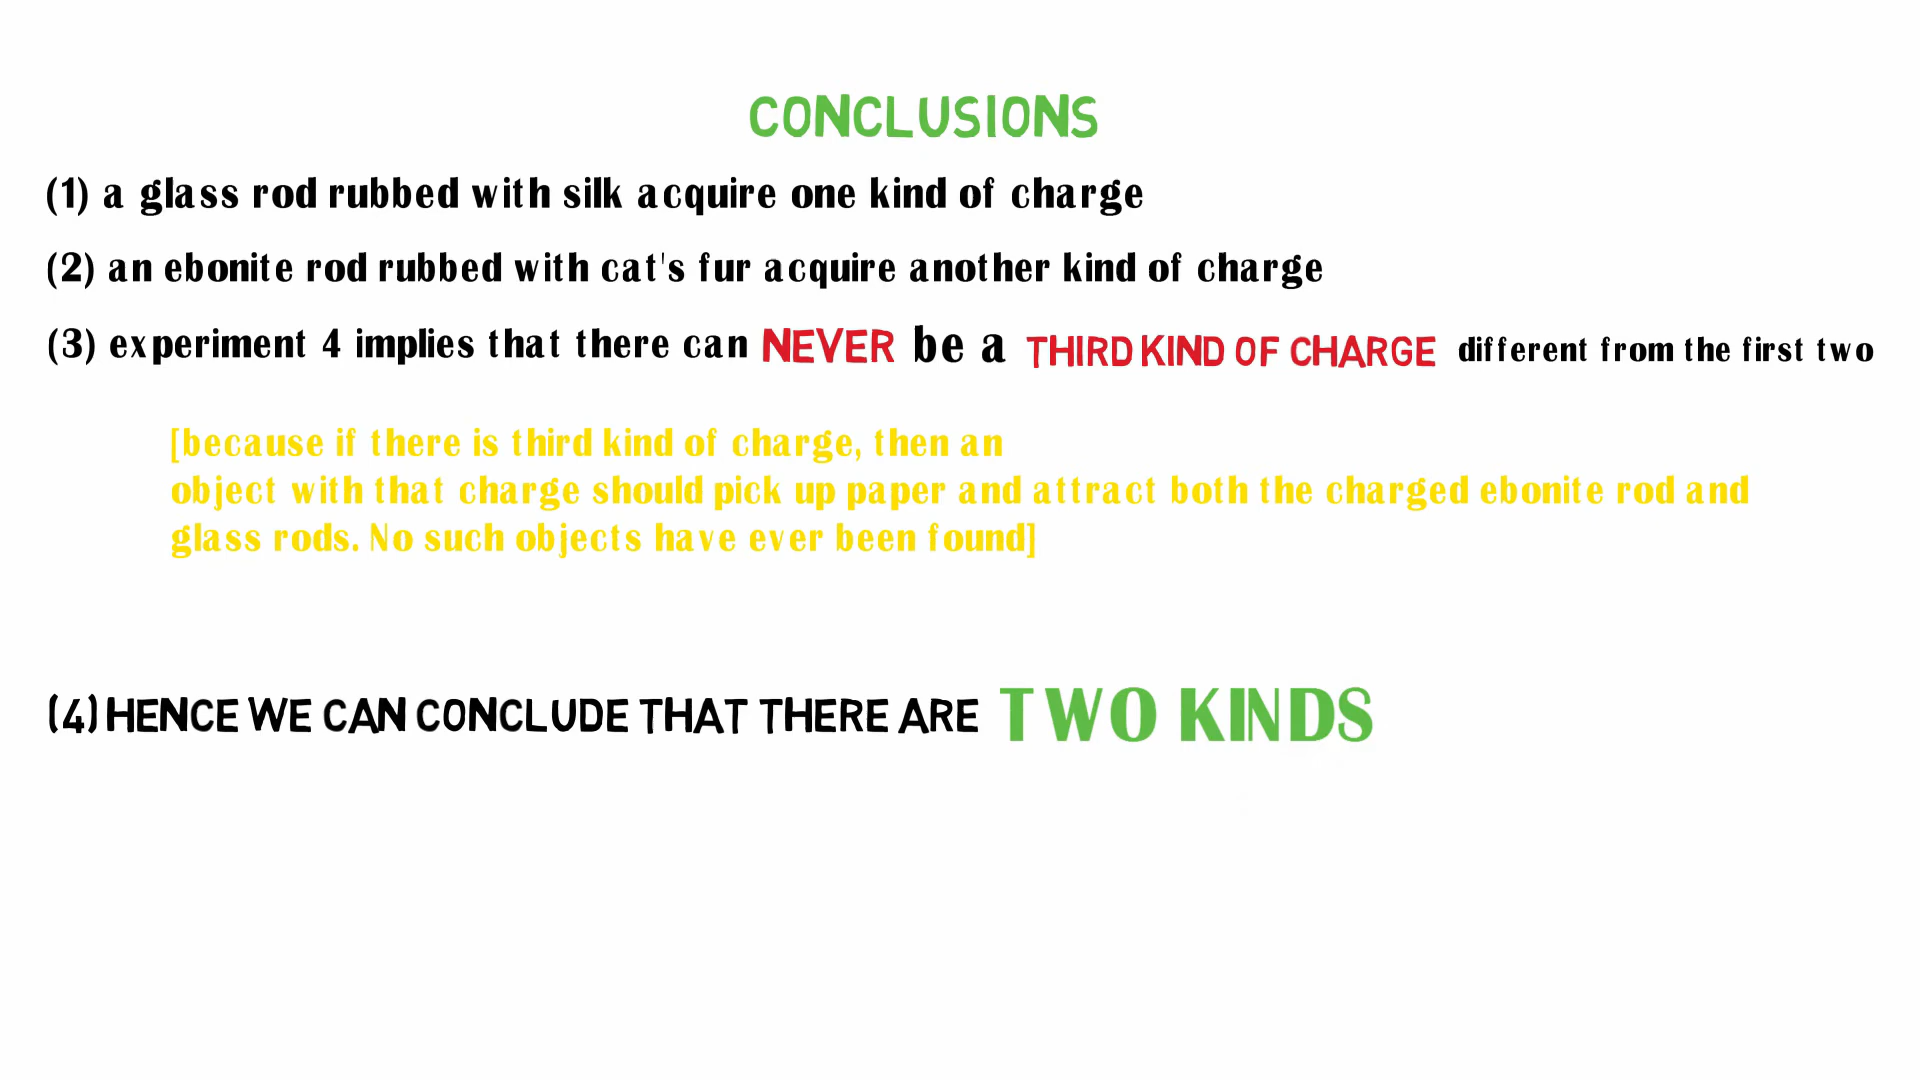 CONCLUSIONS
(1) a glass rod rubbed with silk acquire one kind of charge
(2) an ebonite rod rubbed with cat's fur acquire another kind of charge
(3) experiment 4 implies that there can NEVER be a THIRD KIND OF CHARGE different from the first two
[because if there is third kind of charge, then an
object with that charge should pick up paper and attract both the charged ebonite rod and
glass rods. No such objects have ever been found]
(4) HENCE WE CAN CONCLUDE THAT THERE ARE TWO KINDS